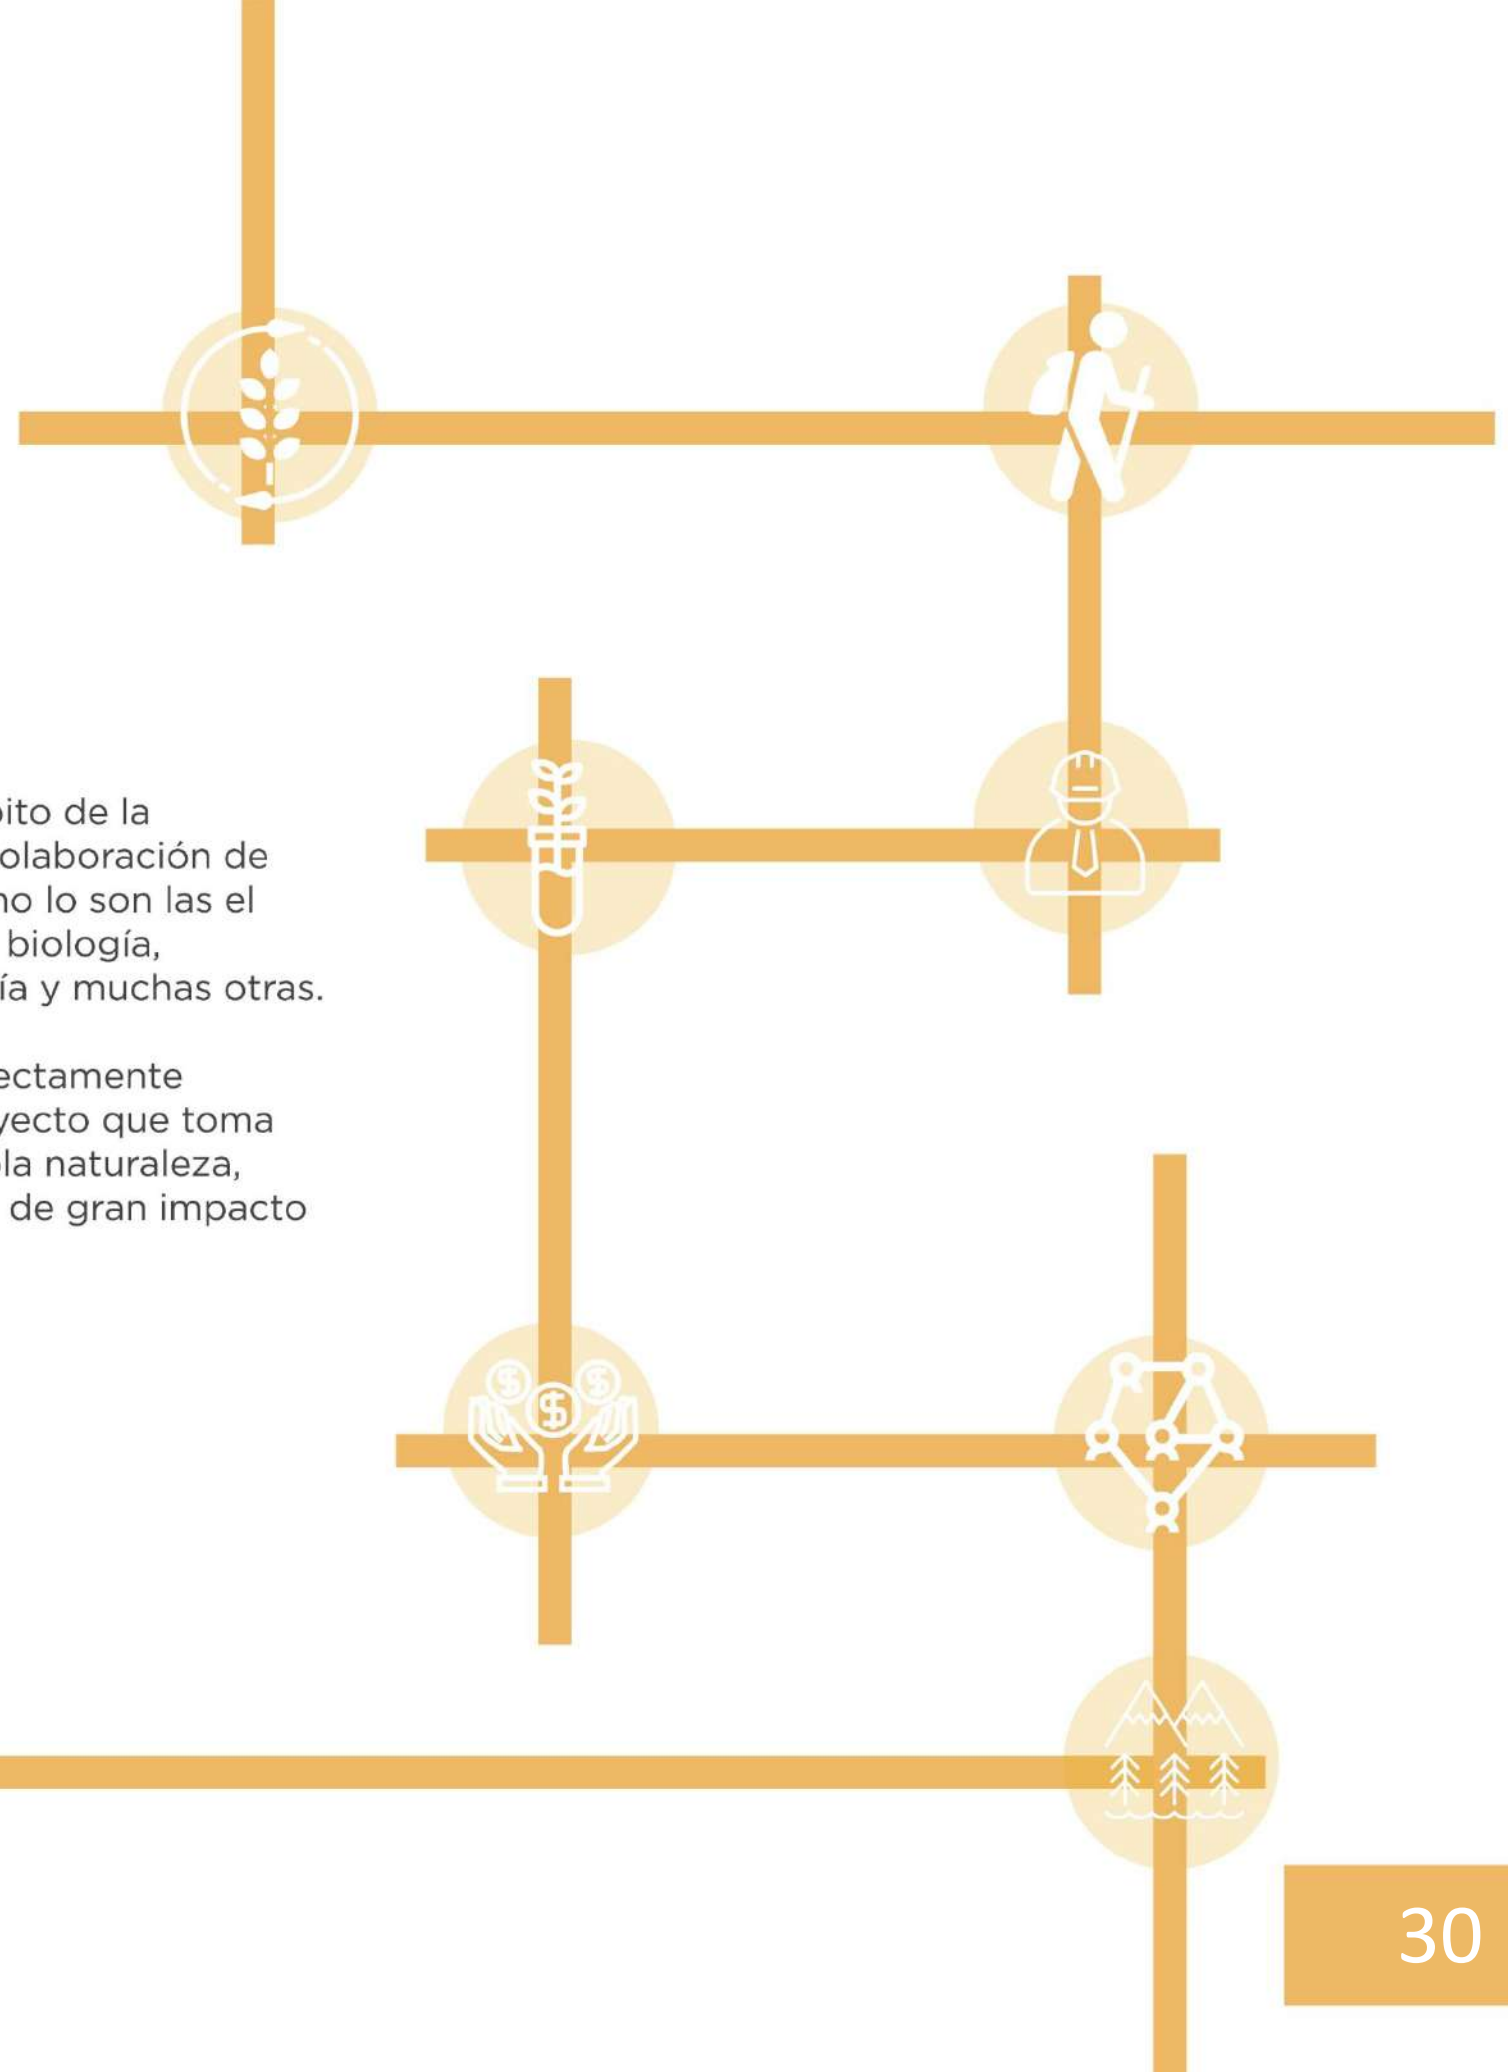 ito de la
olaboración de
no lo son las el
biología,
ía y muchas otras.
ectamente
yecto que toma
la naturaleza,
de gran impacto
$ $ $
30